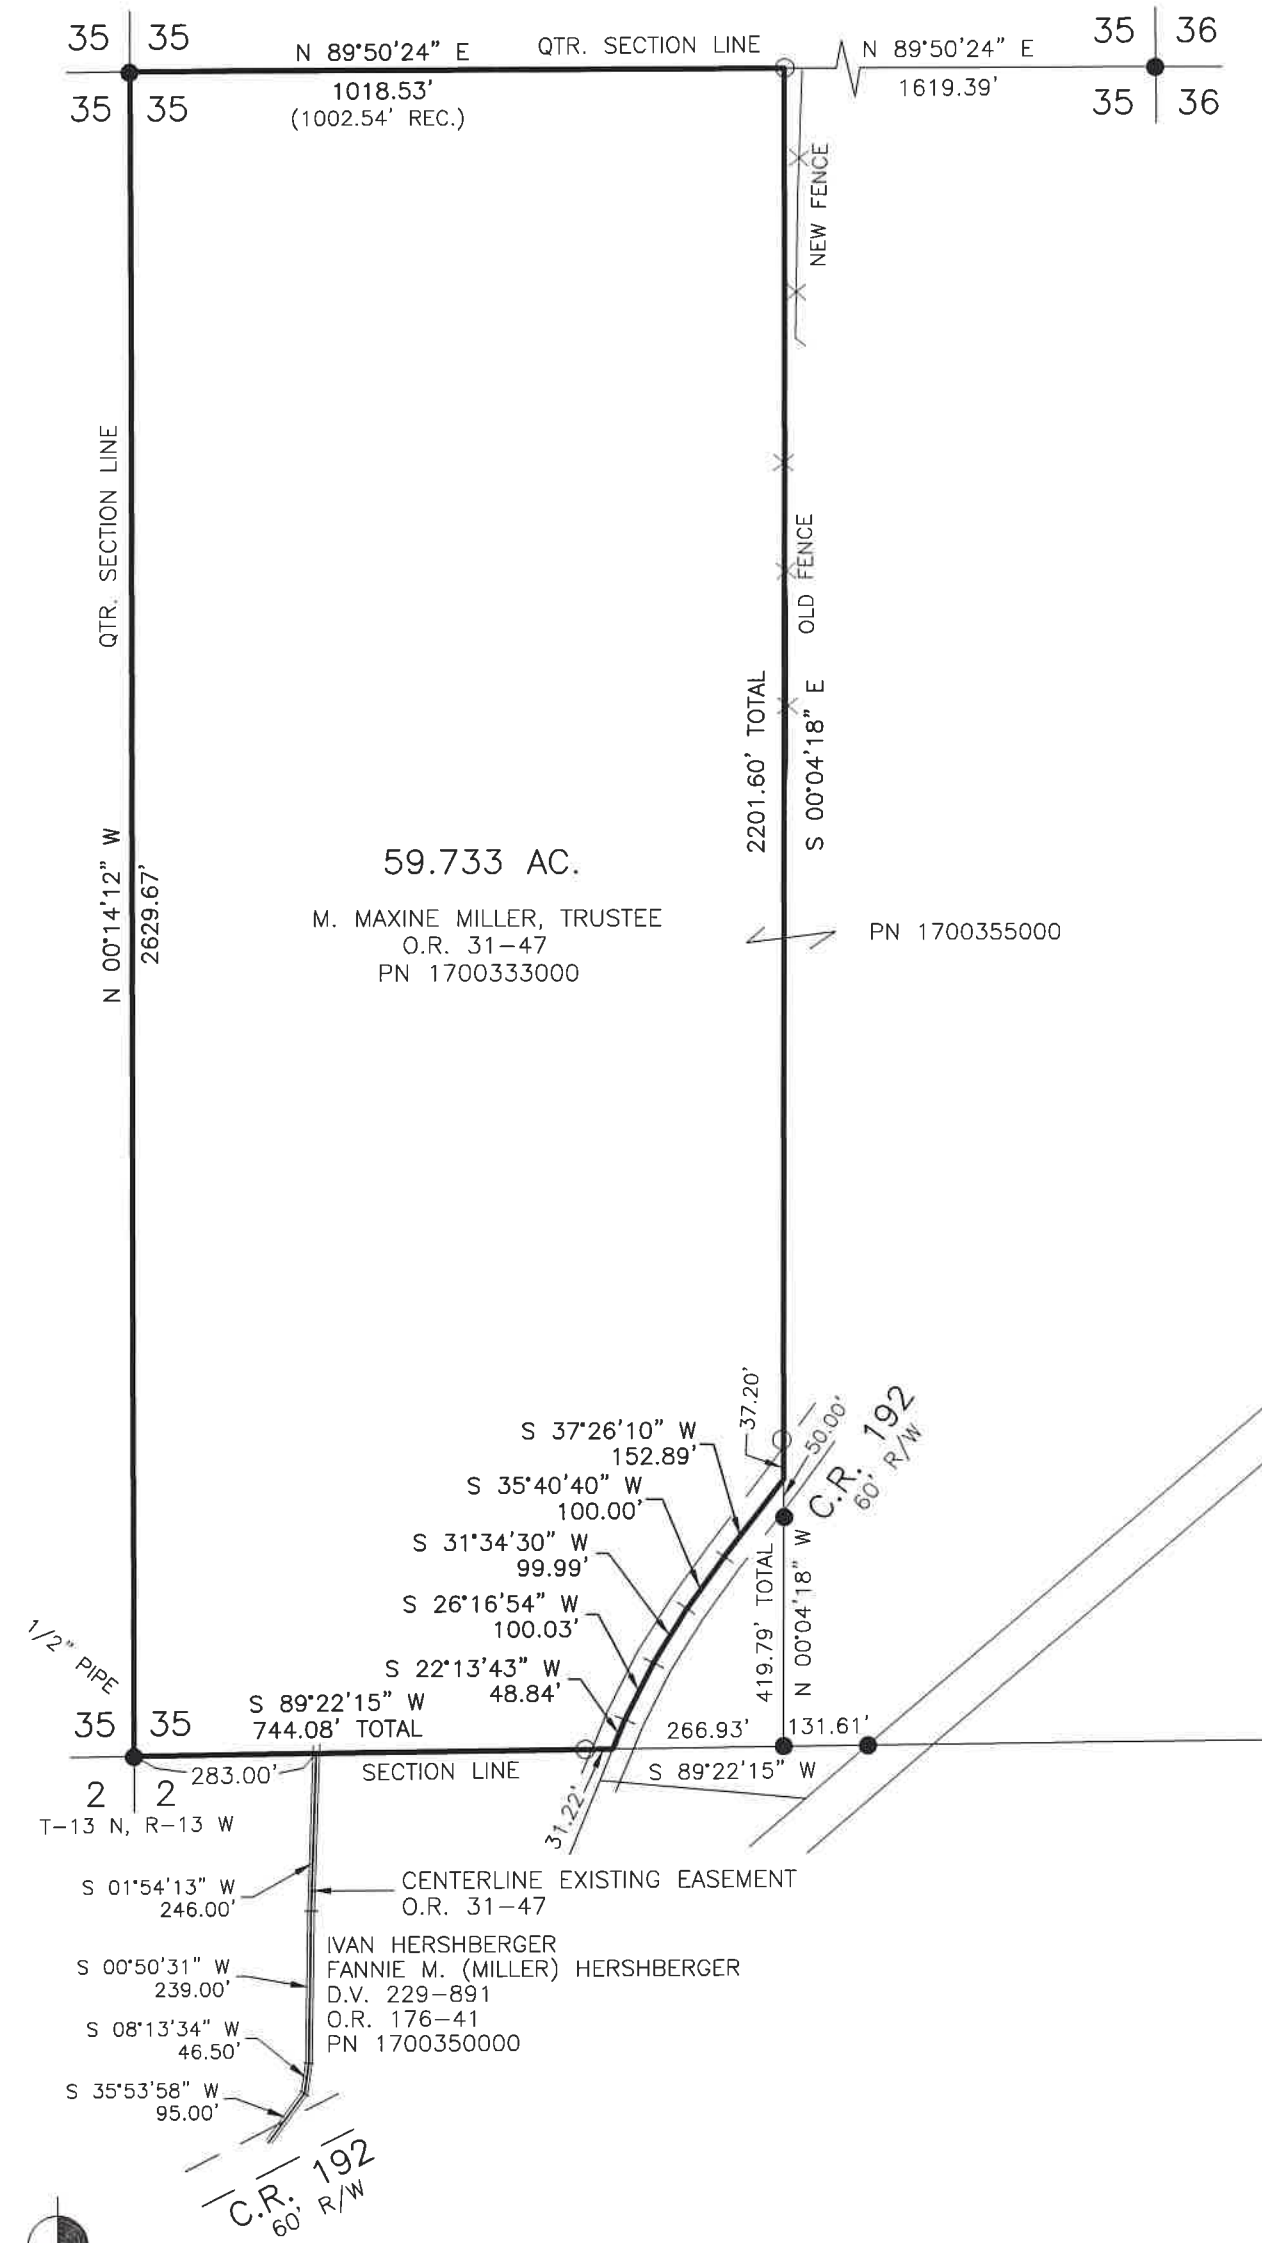 35 35
N 89°50'24" E
QTR. SECTION LINE
N 89°50'24" E
35 36
35 35
1018.53'
(1002.54' REC.)
1619.39'
35 36
NEW FENCE
QTR. SECTION LINE
OLD FENCE
2201.60' TOTAL
S 00°04'18" E
N 00°14'12" W
2629.67'
59.733 AC.
M. MAXINE MILLER, TRUSTEE
O.R. 31-47
PN 1700333000
PN 1700355000
37.20'
50.00'
C.R. 192
60' R/W
S 37°26'10" W
152.89'
S 35°40'40" W
100.00'
S 31°34'30" W
99.99'
S 26°16'54" W
100.03'
S 22°13'43" W
48.84'
419.79' TOTAL
N 00°04'18" W
1/2" PIPE
35 35
S 89°22'15" W
744.08' TOTAL
266.93'
131.61'
283.00'
SECTION LINE
S 89°22'15" W
31.22'
2 2
T-13 N, R-13 W
S 01°54'13" W
246.00'
CENTERLINE EXISTING EASEMENT
O.R. 31-47
S 00°50'31" W
239.00'
IVAN HERSHBERGER
FANNIE M. (MILLER) HERSHBERGER
D.V. 229-891
O.R. 176-41
PN 1700350000
S 08°13'34" W
46.50'
S 35°53'58" W
95.00'
C.R. 192
60' R/W